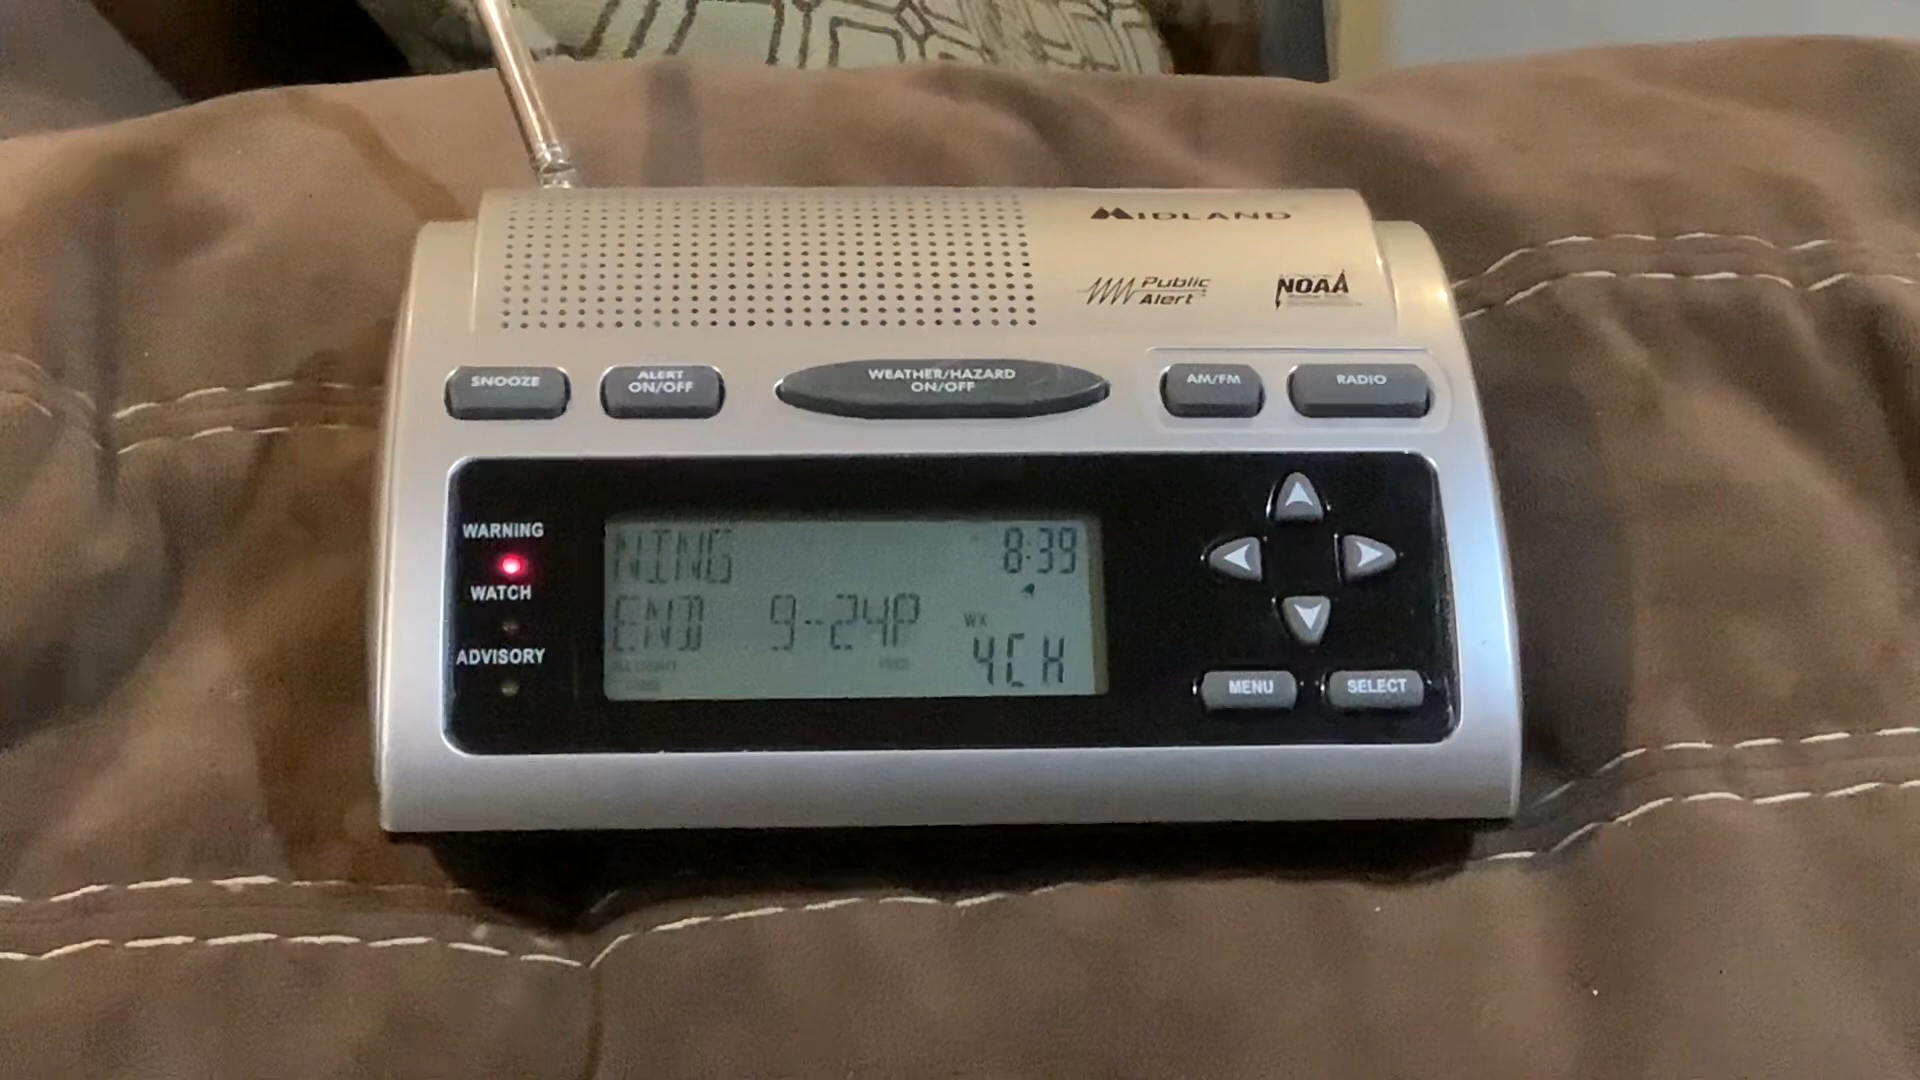 MIDLAND
Public
Alert
NOAA
SNOOZE
ALERT
ON/OFF
WEATHER/HAZARD
ON/OFF
AM/FM
RADIO
WARNING
WATCH
ADVISORY
NING
8:39
END 9-24P
WX
4CH
MENU
SELECT